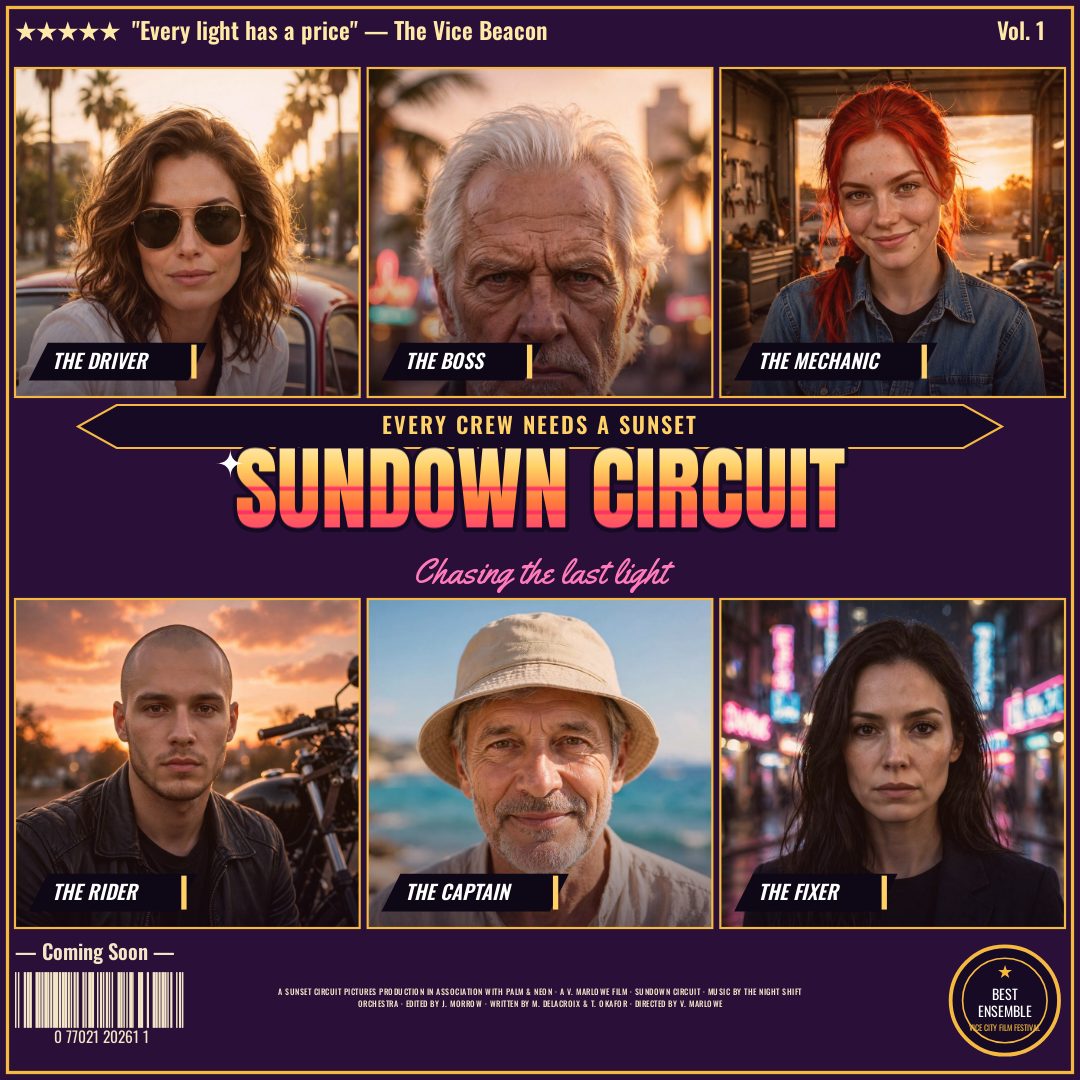 ★★★★★ "Every light has a price" — The Vice Beacon
Vol. 1
THE DRIVER
THE BOSS
THE MECHANIC
EVERY CREW NEEDS A SUNSET
SUNDOWN CIRCUIT
Chasing the last light
THE RIDER
THE CAPTAIN
THE FIXER
— Coming Soon —
0 77021 20261 1
A SUNSET CIRCUIT PICTURES PRODUCTION IN ASSOCIATION WITH PALM & NEON · A V. MARLOWE FILM · SUNDOWN CIRCUIT · MUSIC BY THE NIGHT SHIFT
ORCHESTRA · EDITED BY J. MORROW · WRITTEN BY M. DELACROIX & T. OKAFOR · DIRECTED BY V. MARLOWE
BEST
ENSEMBLE
VICE CITY FILM FESTIVAL